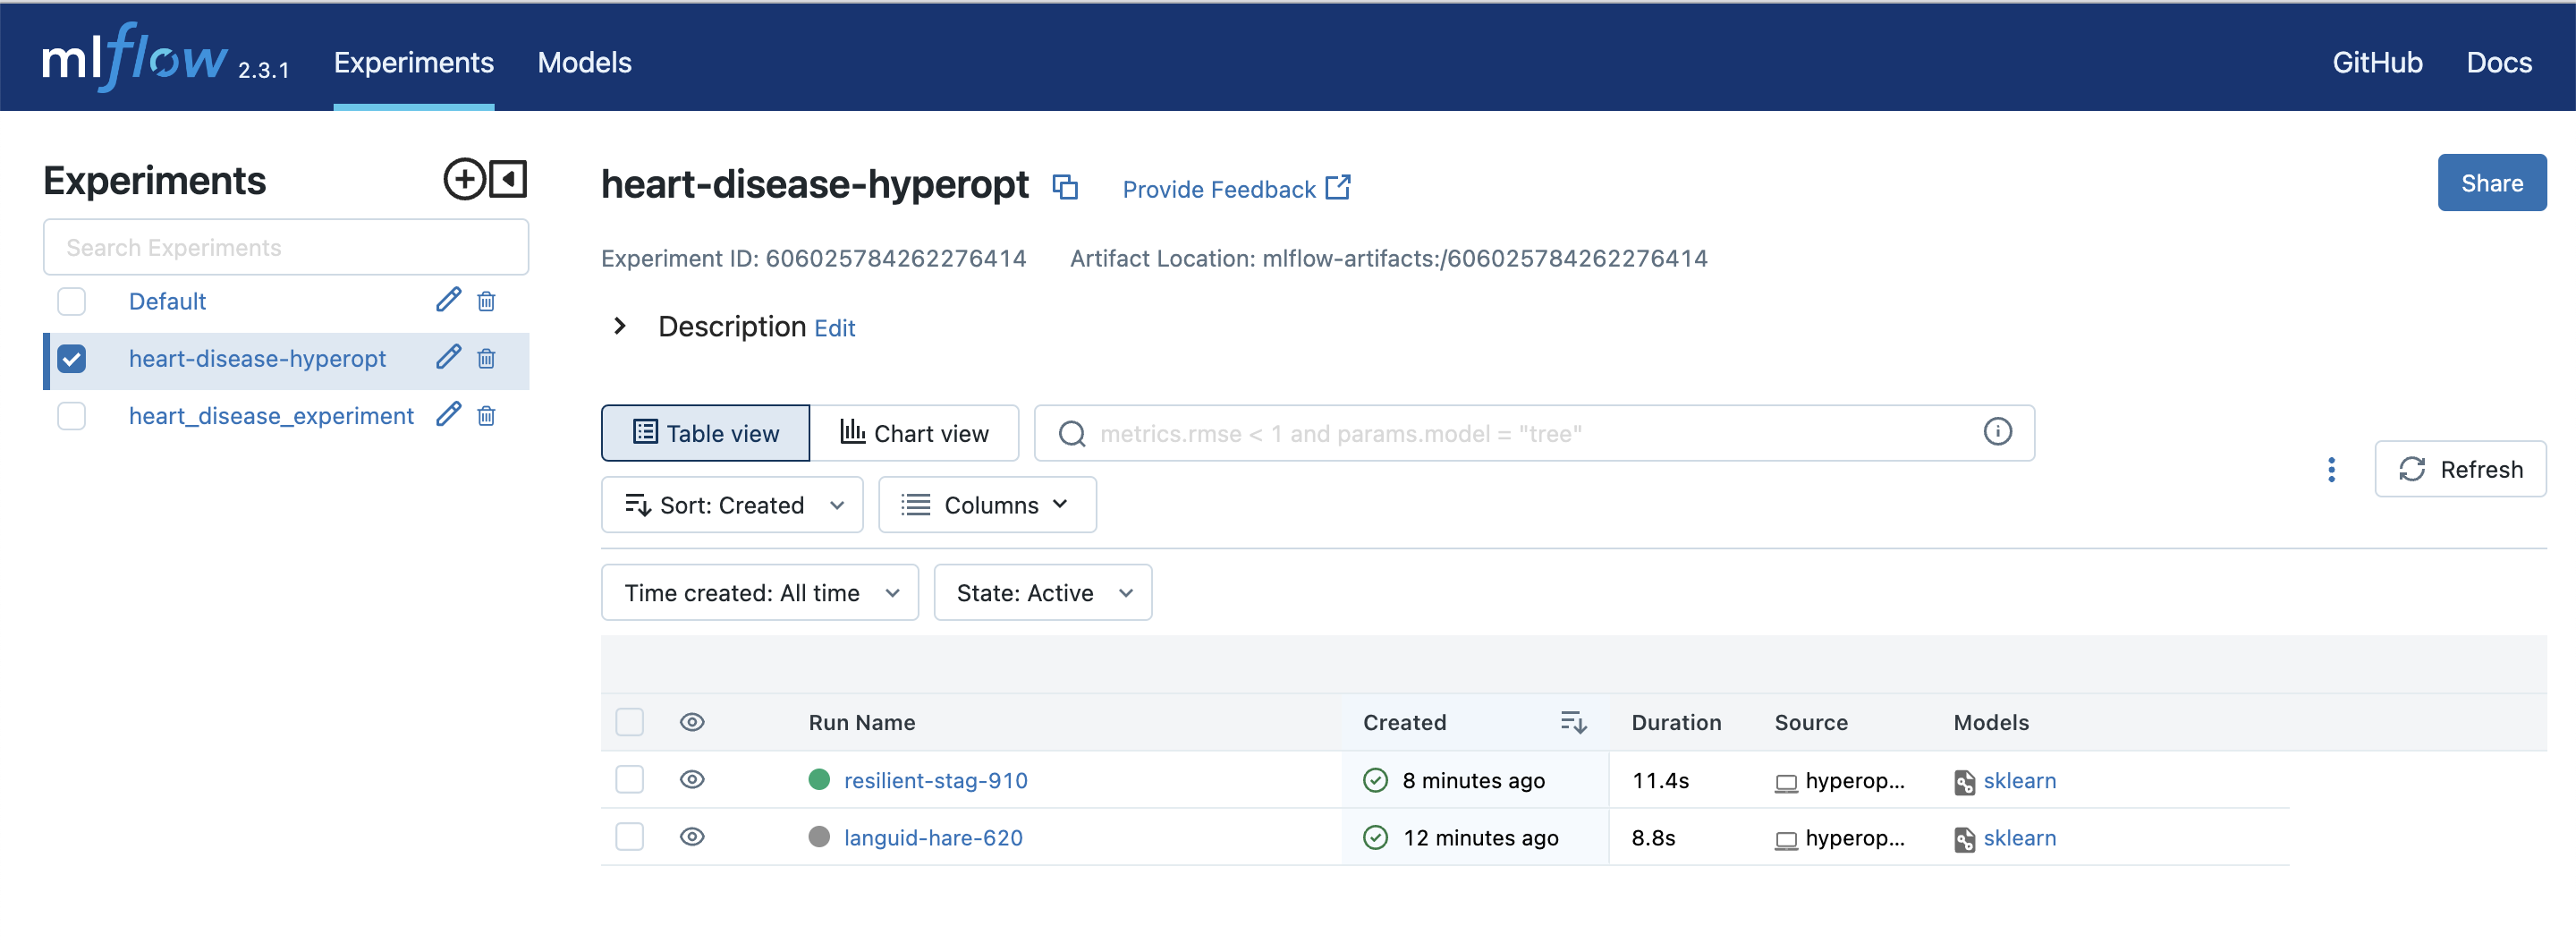 mlflow 2.3.1 Experiments Models GitHub Docs
Experiments
Search Experiments
Default
heart-disease-hyperopt
heart_disease_experiment
heart-disease-hyperopt Provide Feedback Share
Experiment ID: 606025784262276414 Artifact Location: mlflow-artifacts:/606025784262276414
Description Edit
Table view Chart view metrics.rmse < 1 and params.model = "tree"
Refresh
Sort: Created Columns
Time created: All time State: Active
Run Name Created Duration Source Models
resilient-stag-910 8 minutes ago 11.4s hyperop... sklearn
languid-hare-620 12 minutes ago 8.8s hyperop... sklearn